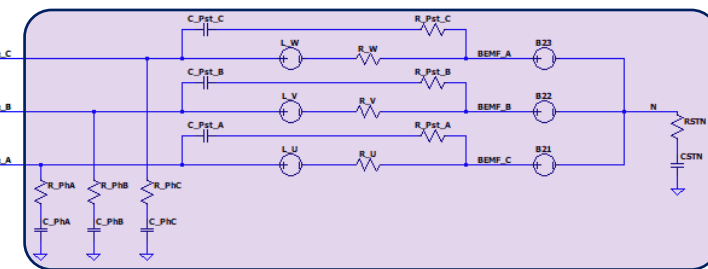 C_Pst_C R_Pst_C
_C L_W R_W BEMF_A B23
C_Pst_B R_Pst_B
_B L_V R_V BEMF_B B22 N
RSTN
C_Pst_A R_Pst_A
_A L_U R_U BEMF_C B21
CSTN
R_PhA R_PhB R_PhC
C_PhA C_PhB C_PhC